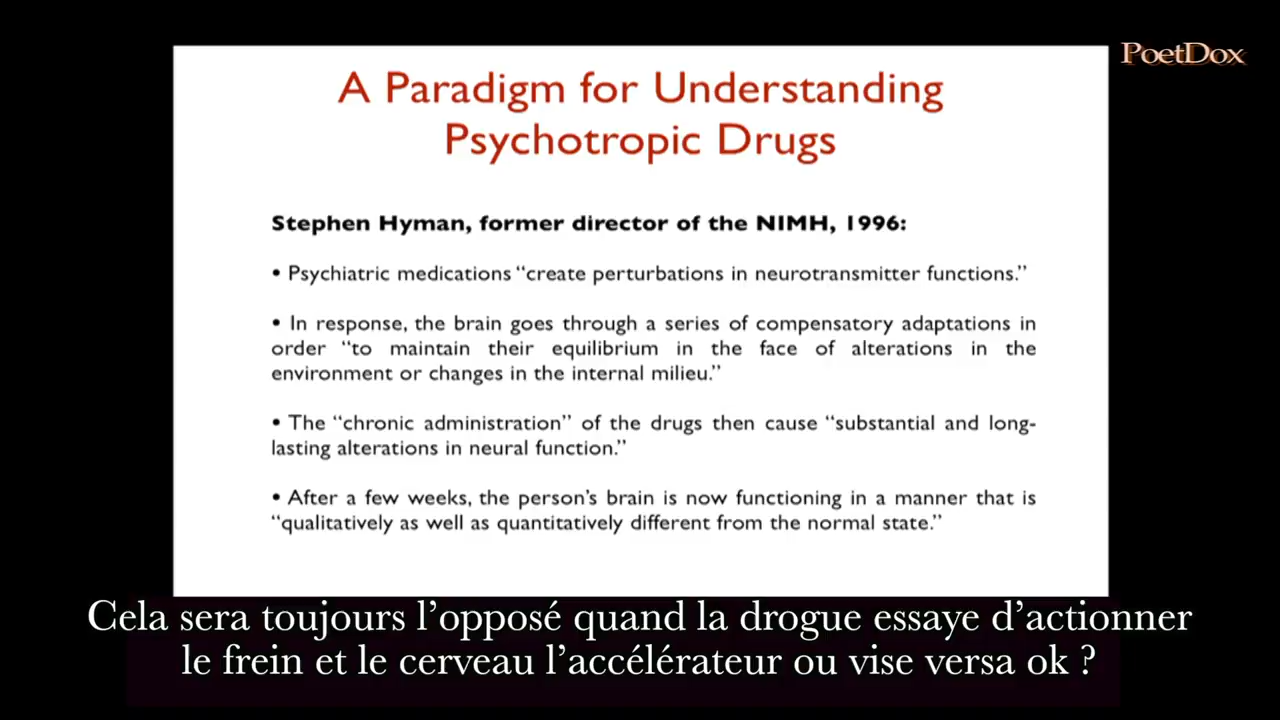 PoetDox
A Paradigm for Understanding
Psychotropic Drugs
Stephen Hyman, former director of the NIMH, 1996:
• Psychiatric medications “create perturbations in neurotransmitter functions.”
• In response, the brain goes through a series of compensatory adaptations in
order “to maintain their equilibrium in the face of alterations in the
environment or changes in the internal milieu.”
• The “chronic administration” of the drugs then cause “substantial and long-
lasting alterations in neural function.”
• After a few weeks, the person’s brain is now functioning in a manner that is
“qualitatively as well as quantitatively different from the normal state.”
Cela sera toujours l’opposé quand la drogue essaye d’actionner
le frein et le cerveau l’accélérateur ou vise versa ok ?